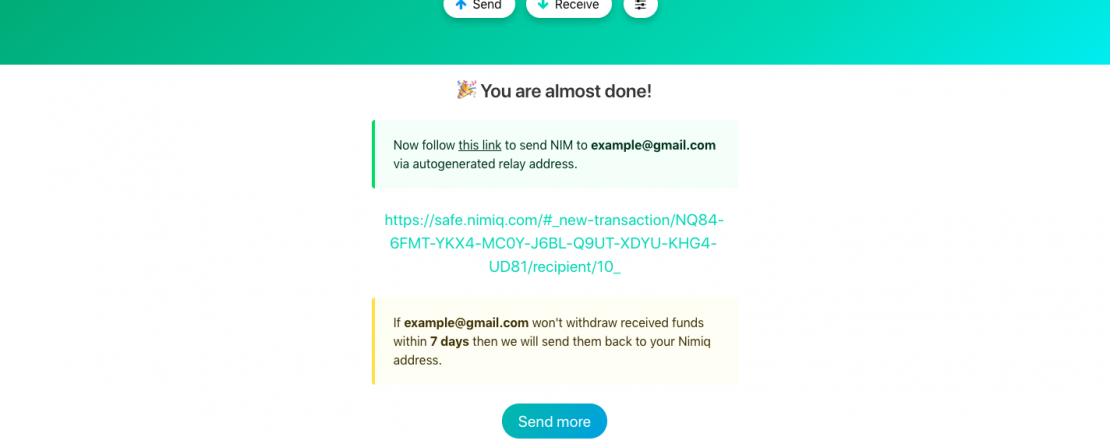 Send Receive
🎉 You are almost done!
Now follow this link to send NIM to example@gmail.com
via autogenerated relay address.
https://safe.nimiq.com/#_new-transaction/NQ84-
6FMT-YKX4-MC0Y-J6BL-Q9UT-XDYU-KHG4-
UD81/recipient/10_
If example@gmail.com won't withdraw received funds
within 7 days then we will send them back to your Nimiq
address.
Send more